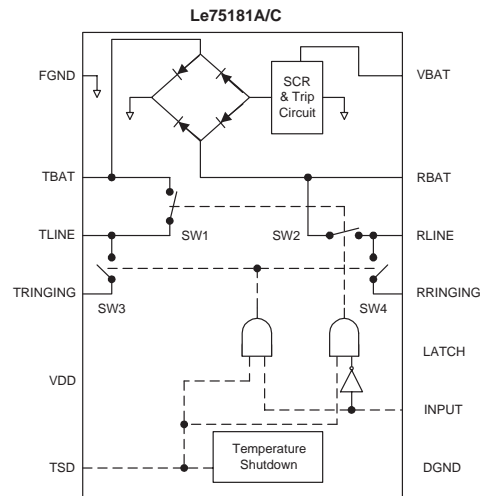 Le75181A/C
FGND
VBAT
SCR
& Trip
Circuit
TBAT
RBAT
TLINE
SW1
SW2
RLINE
TRINGING
SW3
SW4
RRINGING
LATCH
VDD
INPUT
Temperature
Shutdown
TSD
DGND